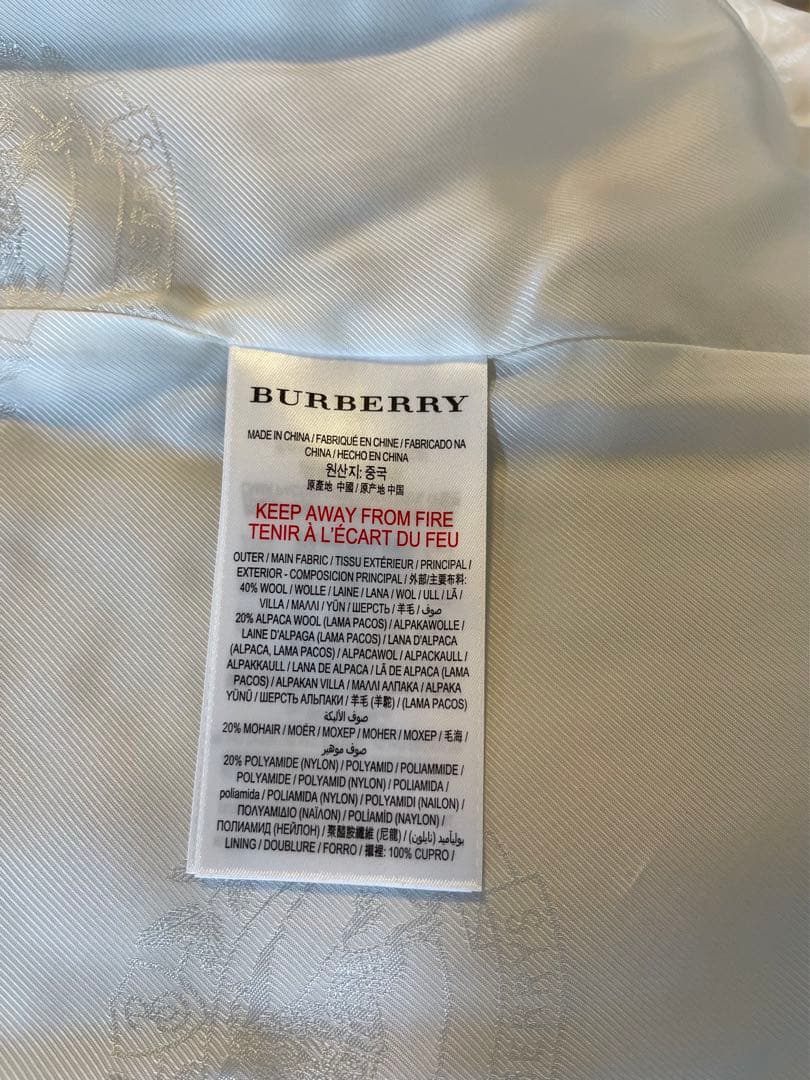 BURBERRY
MADE IN CHINA / FABRIQUÉ EN CHINE / FABRICADO NA
CHINA / HECHO EN CHINA
원산지: 중국
原產地 中國 / 原产地 中国
KEEP AWAY FROM FIRE
TENIR À L'ÉCART DU FEU
OUTER / MAIN FABRIC / TISSU EXTÉRIEUR / PRINCIPAL /
EXTERIOR - COMPOSICION PRINCIPAL / 外部/主要布料:
40% WOOL / WOLLE / LAINE / LANA / WOL / ULL / LÃ /
VILLA / ΜΑΛΛΙ / YÜN / ШЕРСТЬ / 羊毛 / صوف /
20% ALPACA WOOL (LAMA PACOS) / ALPAKAWOLLE /
LAINE D'ALPAGA (LAMA PACOS) / LANA D'ALPACA
(ALPACA, LAMA PACOS) / ALPACAWOL / ALPACKAULL /
ALPAKKAULL / LANA DE ALPACA / LÃ DE ALPACA (LAMA
PACOS) / ALPAKAN VILLA / ΜΑΛΛΙ ΑΛΠΑΚΑ / ALPAKA
YÜNÜ / ШЕРСТЬ АЛЬПАКИ / 羊毛 (羊駝) / (LAMA PACOS)
صوف الألبكة
20% MOHAIR / MOÉR / ΜΟΧΕΡ / MOHER / МОХЕР / 毛海 /
صوف موهير
20% POLYAMIDE (NYLON) / POLYAMID / POLIAMMIDE /
POLYAMIDE / POLYAMID (NYLON) / POLIAMIDA /
poliamida / POLIAMIDA (NYLON) / POLYAMIDI (NAILON) /
ΠΟΛΥΑΜΙΔΙΟ (ΝΑΪΛΟΝ) / POLİAMİD (NAYLON) /
ПОЛИАМИД (НЕЙЛОН) / 聚醯胺纖維 (尼龍) / بوليأميد (نايلون) /
LINING / DOUBLURE / FORRO / 襯裡: 100% CUPRO /